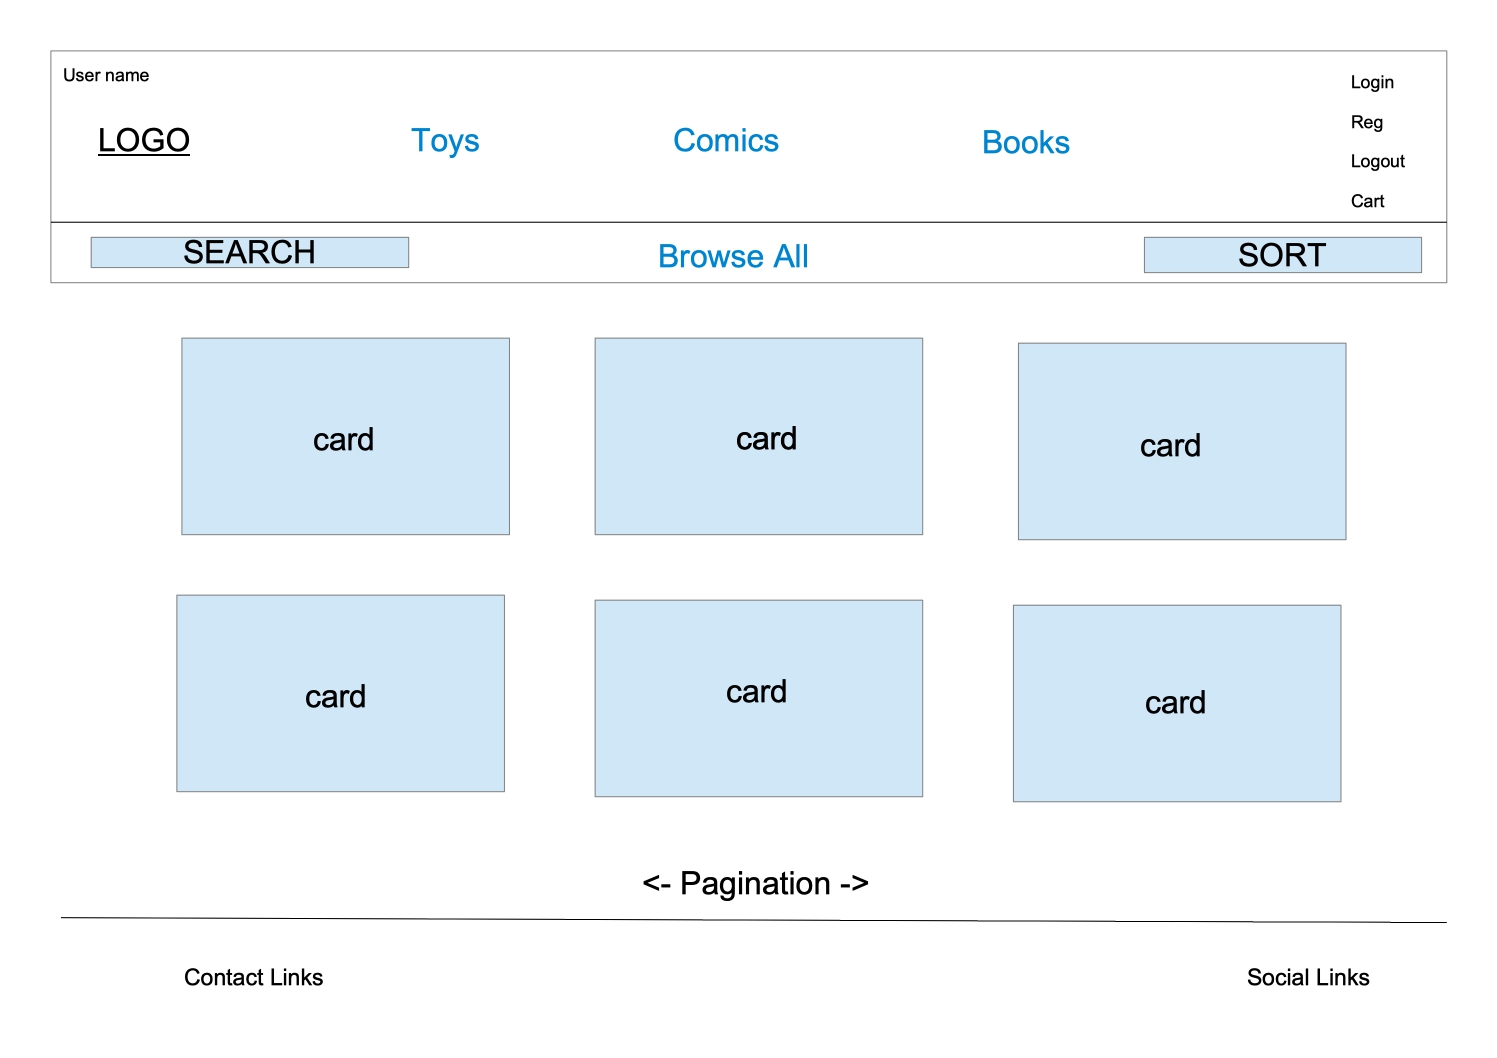 User name
Login
Reg
Logout
Cart
LOGO
Toys
Comics
Books
SEARCH
Browse All
SORT
card
card
card
card
card
card
<- Pagination ->
Contact Links
Social Links